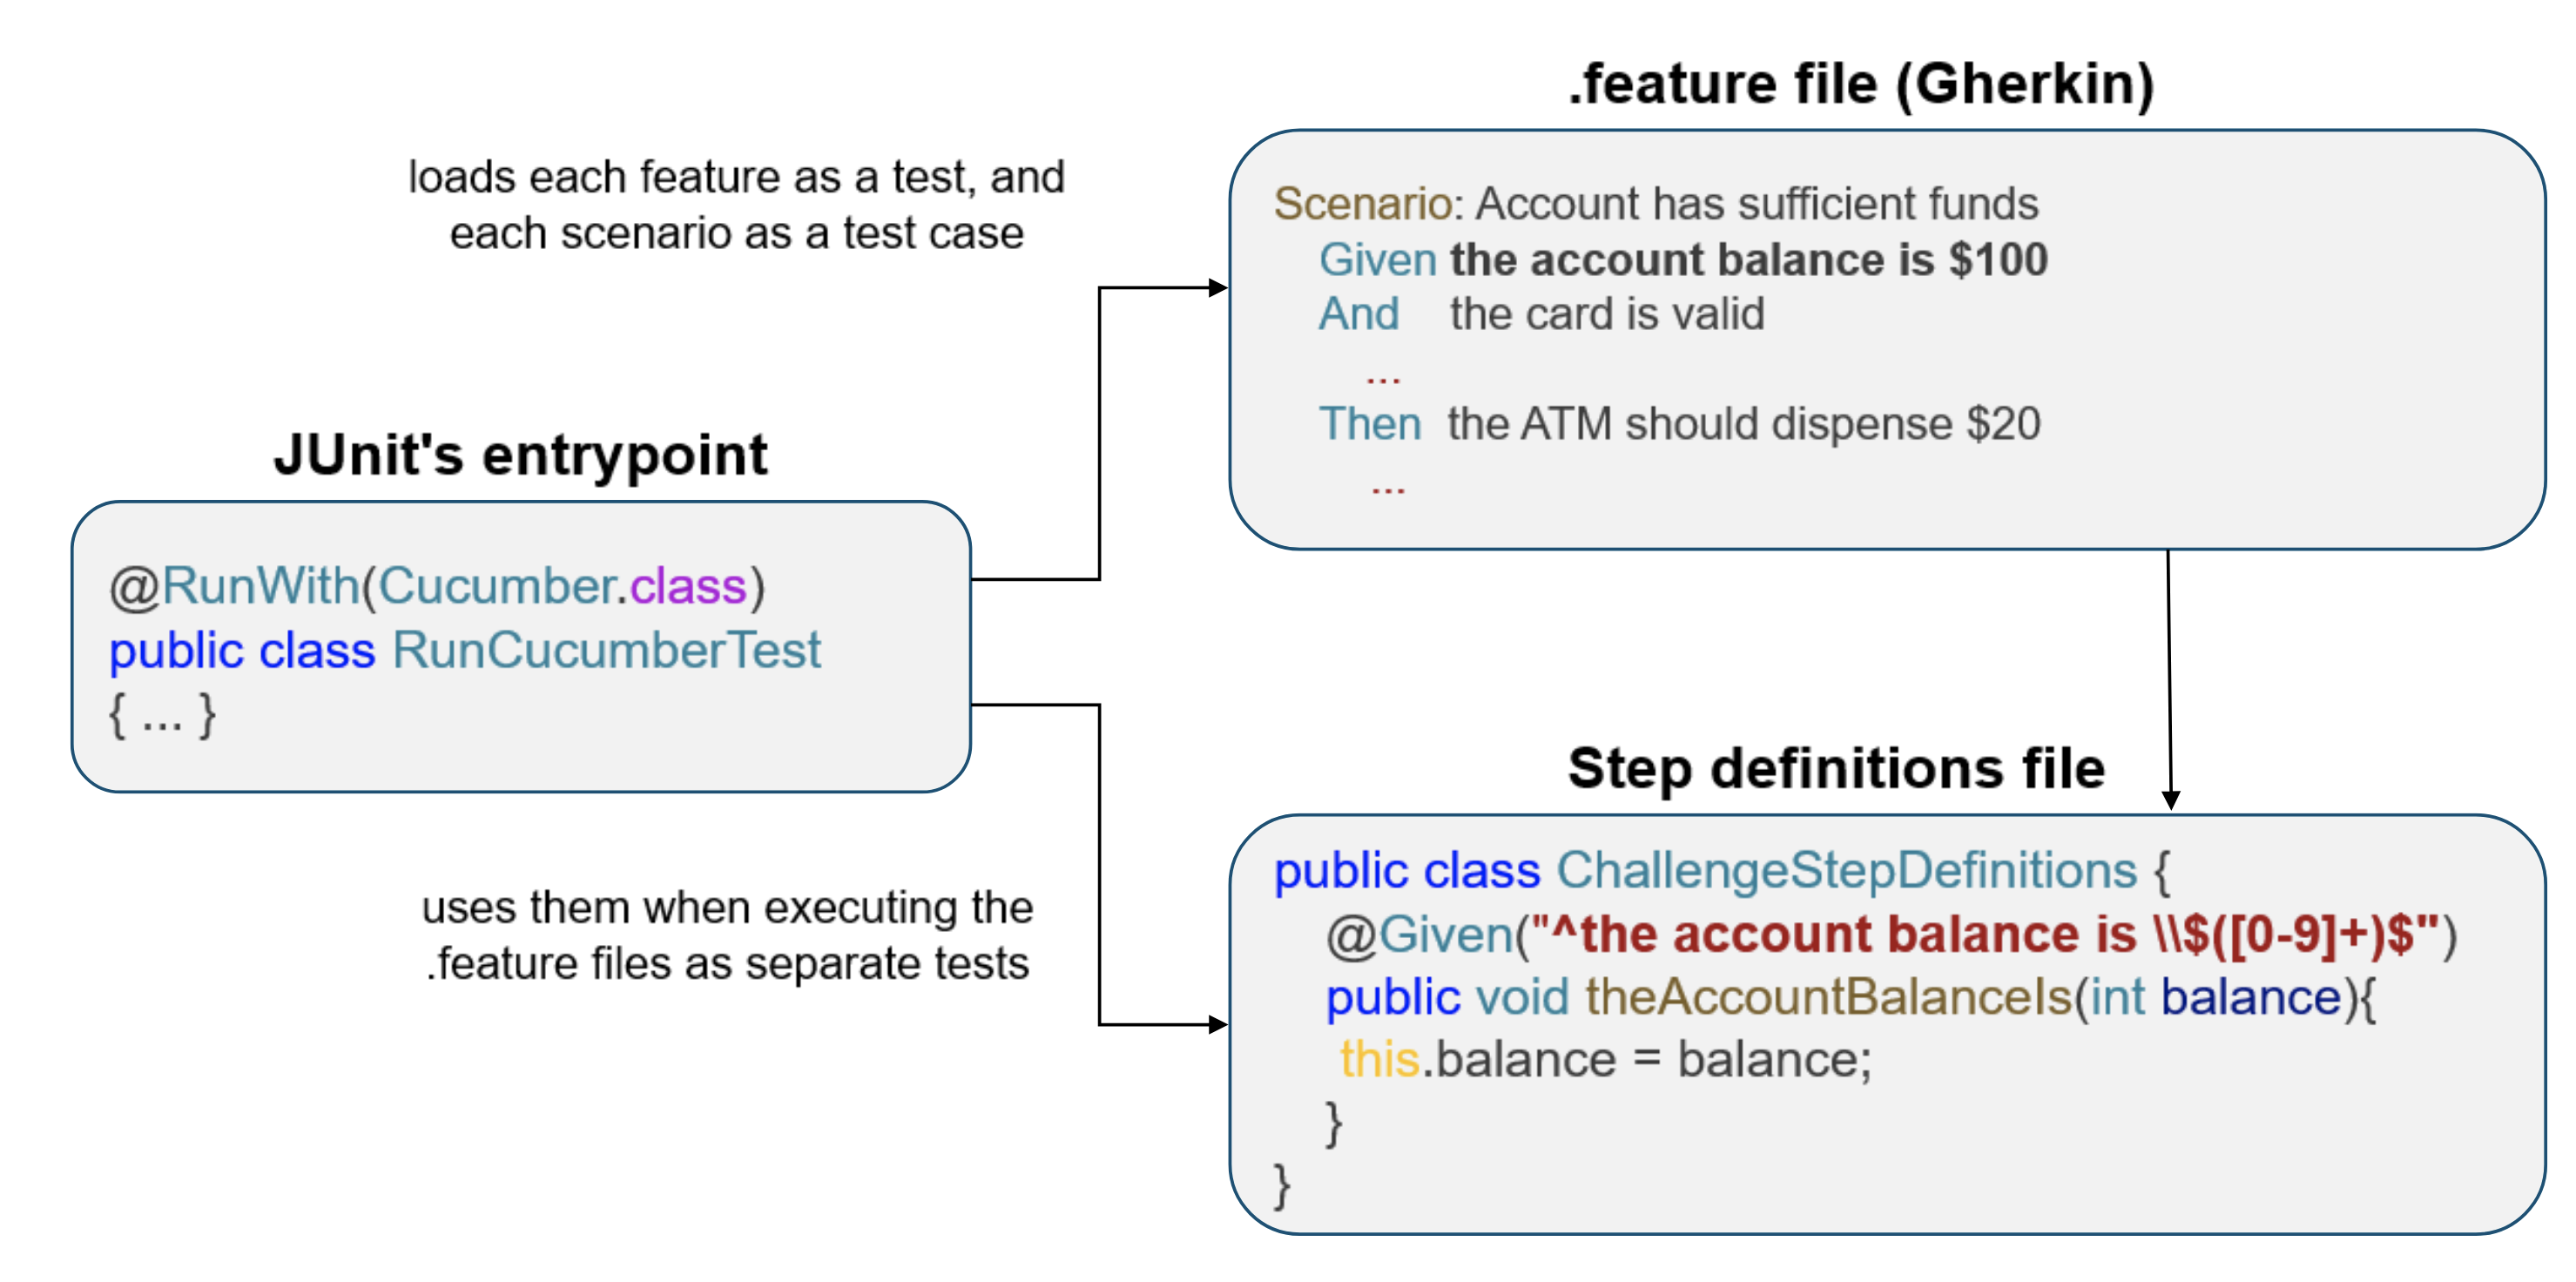 .feature file (Gherkin)
loads each feature as a test, and
each scenario as a test case
Scenario: Account has sufficient funds
Given the account balance is $100
And the card is valid
...
Then the ATM should dispense $20
...
JUnit's entrypoint
@RunWith(Cucumber.class)
public class RunCucumberTest
{ ... }
uses them when executing the
.feature files as separate tests
Step definitions file
public class ChallengeStepDefinitions {
@Given("^the account balance is \\$([0-9]+)$")
public void theAccountBalanceIs(int balance){
this.balance = balance;
}
}